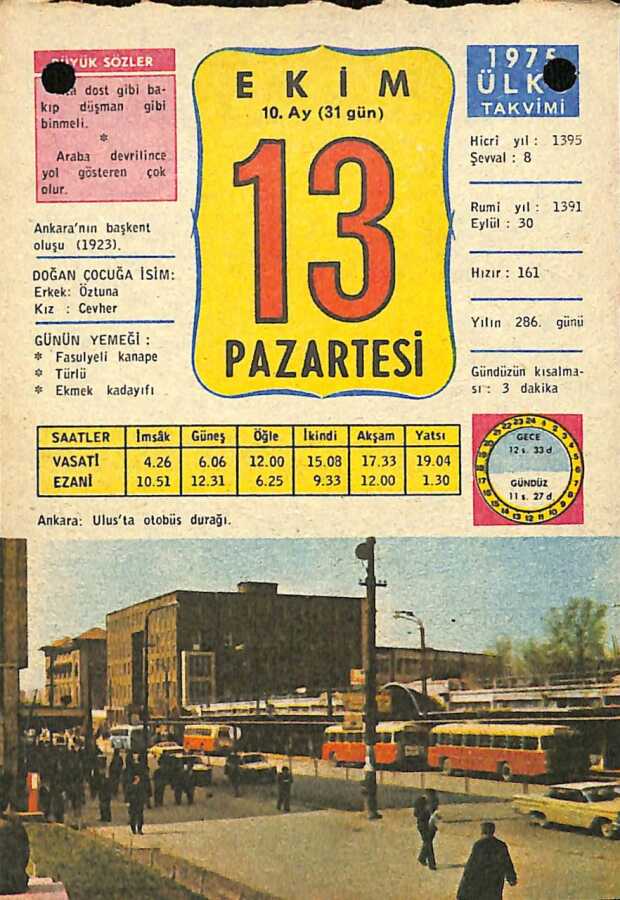 BÜYÜK SÖZLER
dost gibi ba-
kıp düşman gibi
binmeli.
*
Araba devrilince
yol gösteren çok
olur.
Ankara'nın başkent
oluşu (1923).
DOĞAN ÇOCUĞA İSİM:
Erkek: Öztuna
Kız : Cevher
GÜNÜN YEMEĞİ :
* Fasulyeli kanape
* Türlü
* Ekmek kadayıfı
EKİM
10. Ay (31 gün)
13
PAZARTESİ
1975
ÜLKÜ
TAKVİMİ
Hicri yıl : 1395
Şevval : 8
Rumi yıl : 1391
Eylül : 30
Hızır : 161
Yılın 286. günü
Gündüzün kısalma-
sı : 3 dakika
SAATLER İmsâk Güneş Öğle İkindi Akşam Yatsı
VASATİ 4.26 6.06 12.00 15.08 17.33 19.04
EZANİ 10.51 12.31 6.25 9.33 12.00 1.30
GECE
12 s. 33 d
GÜNDÜZ
11 s. 27 d
Ankara: Ulus'ta otobüs durağı.